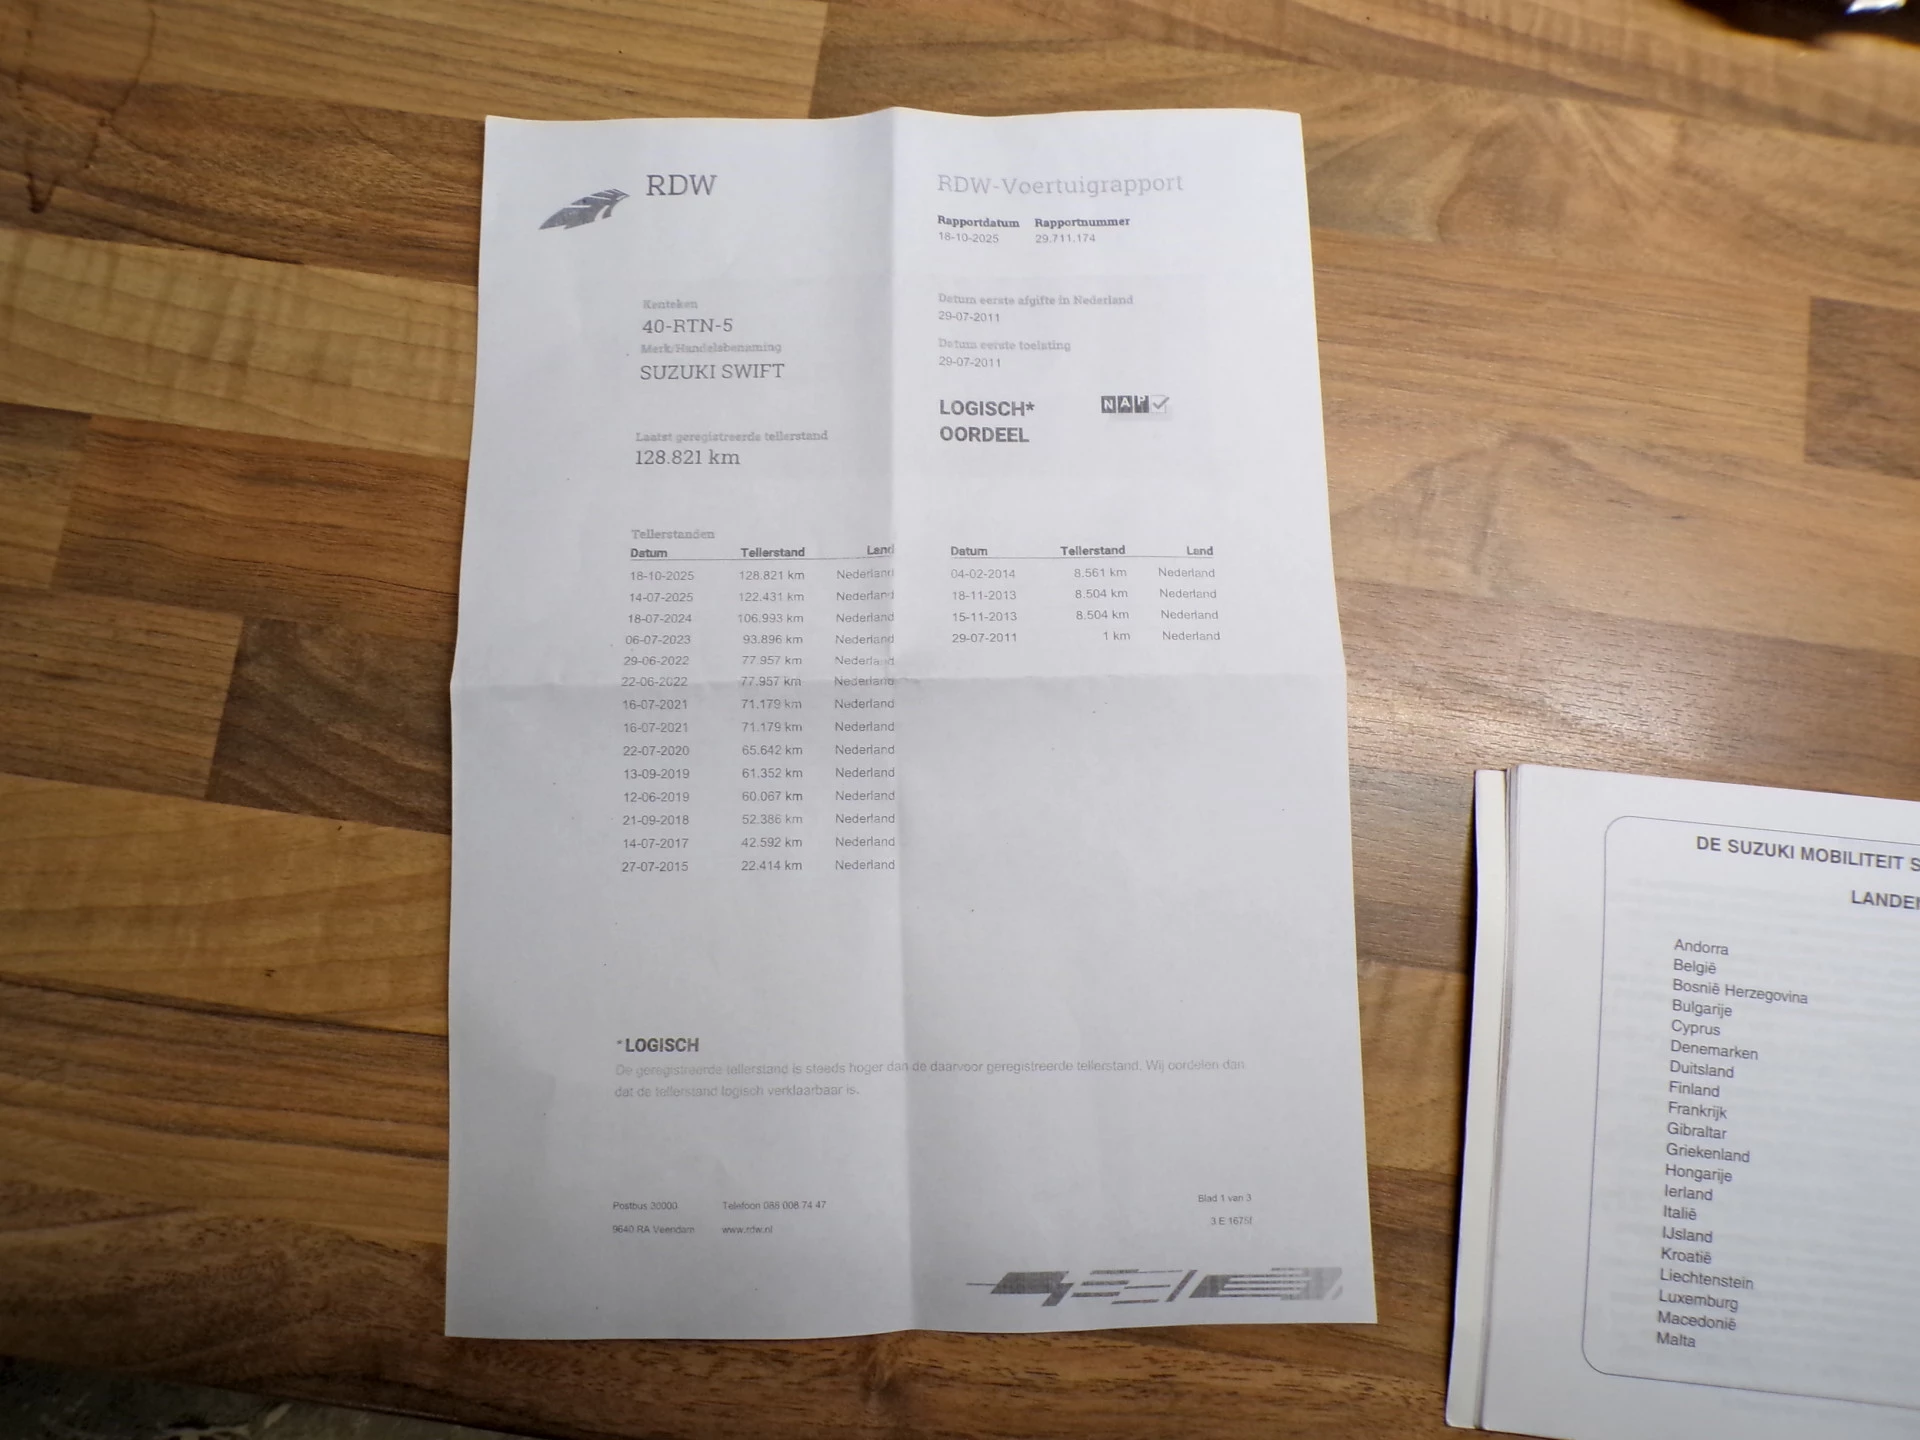 RDW
RDW-Voertuigrapport
Rapportdatum Rapportnummer
18-10-2025 29.711.174
Kenteken
40-RTN-5
Merk/Handelsbenaming
SUZUKI SWIFT
Datum eerste afgifte in Nederland
29-07-2011
Datum eerste toelating
29-07-2011
LOGISCH*
OORDEEL
NAP
Laatst geregistreerde tellerstand
128.821 km
Tellerstanden
Datum Tellerstand Land
18-10-2025 128.821 km Nederland
14-07-2025 122.431 km Nederland
18-07-2024 106.993 km Nederland
06-07-2023 93.896 km Nederland
29-06-2022 77.957 km Nederland
22-06-2022 77.957 km Nederland
16-07-2021 71.179 km Nederland
16-07-2021 71.179 km Nederland
22-07-2020 65.642 km Nederland
13-09-2019 61.352 km Nederland
12-06-2019 60.067 km Nederland
21-09-2018 52.386 km Nederland
14-07-2017 42.592 km Nederland
27-07-2015 22.414 km Nederland
Datum Tellerstand Land
04-02-2014 8.561 km Nederland
18-11-2013 8.504 km Nederland
15-11-2013 8.504 km Nederland
29-07-2011 1 km Nederland
*LOGISCH
De geregistreerde tellerstand is steeds hoger dan de daarvoor geregistreerde tellerstand. Wij oordelen dan
dat de tellerstand logisch verklaarbaar is.
Postbus 30000 Telefoon 088 008 74 47
9640 RA Veendam www.rdw.nl
Blad 1 van 3
3 E 1675f
DE SUZUKI MOBILITEIT S
LANDEN
Andorra
België
Bosnië Herzegovina
Bulgarije
Cyprus
Denemarken
Duitsland
Finland
Frankrijk
Gibraltar
Griekenland
Hongarije
Ierland
Italië
IJsland
Kroatië
Liechtenstein
Luxemburg
Macedonië
Malta